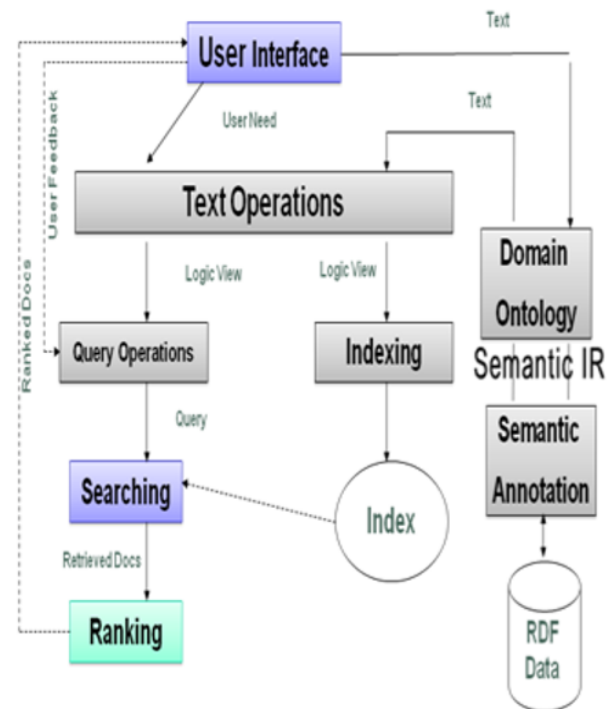 Text
User Interface
User Need
Text
User Feedback
Ranked Docs
Text Operations
Logic View
Logic View
Domain
Ontology
Query Operations
Indexing
Semantic IR
Query
Semantic
Annotation
Searching
Index
Retrieved Docs
Ranking
RDF
Data